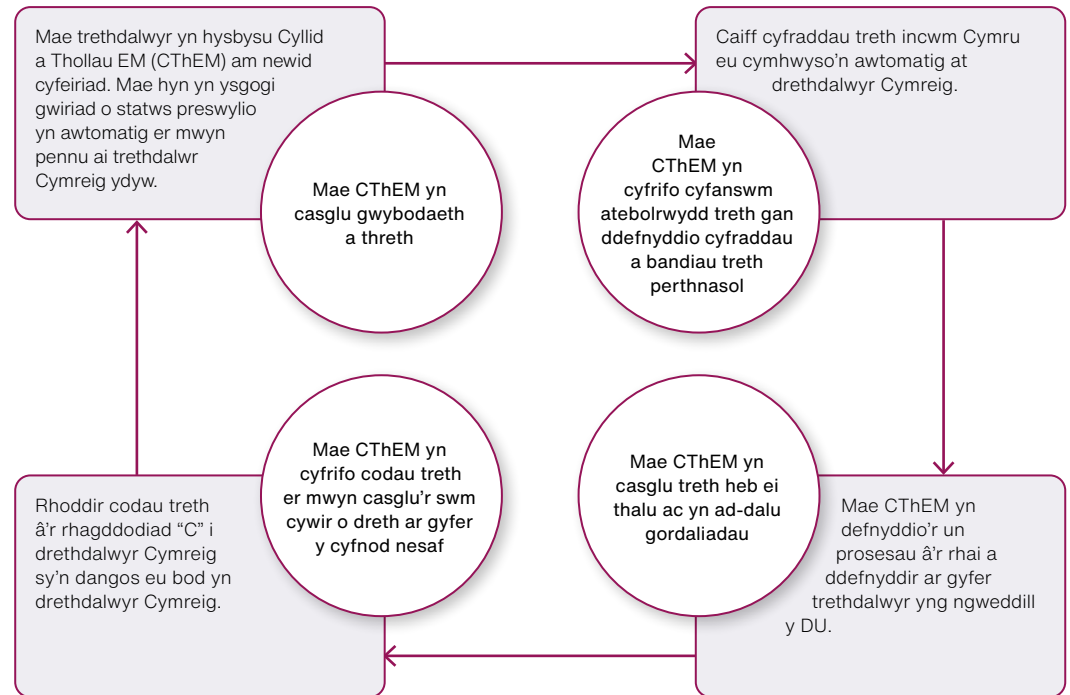 Mae trethdalwyr yn hysbysu Cyllid
a Thollau EM (CThEM) am newid
cyfeiriad. Mae hyn yn ysgogi
gwiriad o statws preswylio
yn awtomatig er mwyn
pennu ai trethdalwr
Cymreig ydyw.
Mae CThEM yn
casglu gwybodaeth
a threth
Caiff cyfraddau treth incwm Cymru
eu cymhwyso’n awtomatig at
drethdalwyr Cymreig.
Mae
CThEM yn
cyfrifo cyfanswm
atebolrwydd treth gan
ddefnyddio cyfraddau
a bandiau treth
perthnasol
Mae CThEM yn
defnyddio’r un
prosesau â’r rhai a
ddefnyddir ar gyfer
trethdalwyr yng ngweddill
y DU.
Mae CThEM yn
casglu treth heb ei
thalu ac yn ad-dalu
gordaliadau
Rhoddir codau treth
â’r rhagddodiad “C” i
drethdalwyr Cymreig
sy’n dangos eu bod yn
drethdalwyr Cymreig.
Mae CThEM yn
cyfrifo codau treth
er mwyn casglu’r swm
cywir o dreth ar gyfer
y cyfnod nesaf